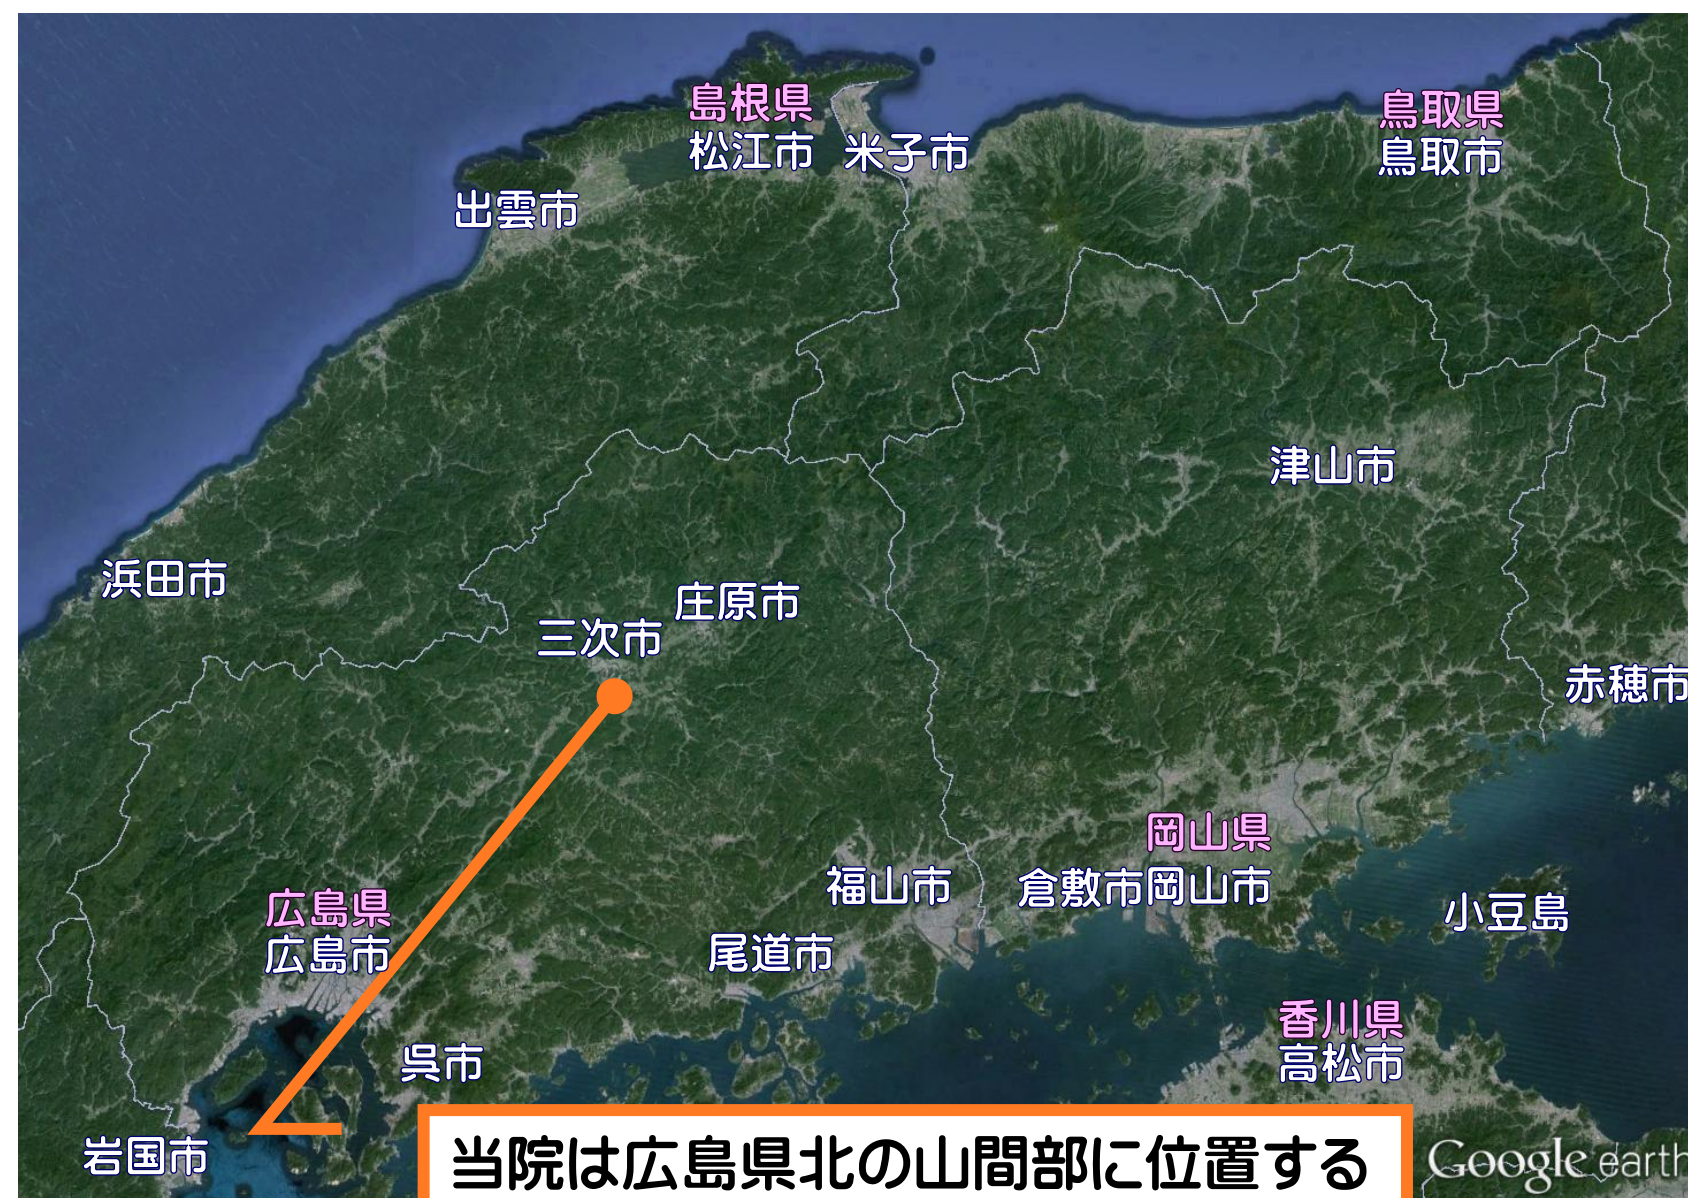 島根県
松江市
米子市
鳥取県
鳥取市
出雲市
津山市
浜田市
庄原市
三次市
赤穂市
岡山県
福山市
倉敷市岡山市
広島県
広島市
小豆島
尾道市
香川県
高松市
呉市
岩国市
当院は広島県北の山間部に位置する
Google earth